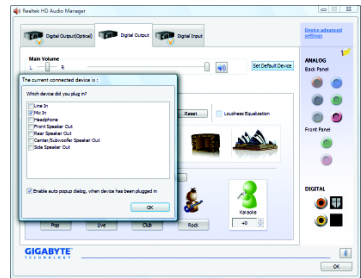 Realtek HD Audio Manager
Digital Output(Optical)
Digital Output
Digital Input
Device advanced
settings
Main Volume
L
R
Set Default Device
ANALOG
Back Panel
The current connected device is :
Which device did you plug in?
Line In
Mic In
Headphone
Front Speaker Out
Rear Speaker Out
Center/Subwoofer Speaker Out
Side Speaker Out
Enable auto popup dialog, when device has been plugged in
OK
Reset
Loudness Equalization
Front Panel
Karaoke
+0
Pop
Live
Club
Rock
DIGITAL
GIGABYTE
TECHNOLOGY
OK